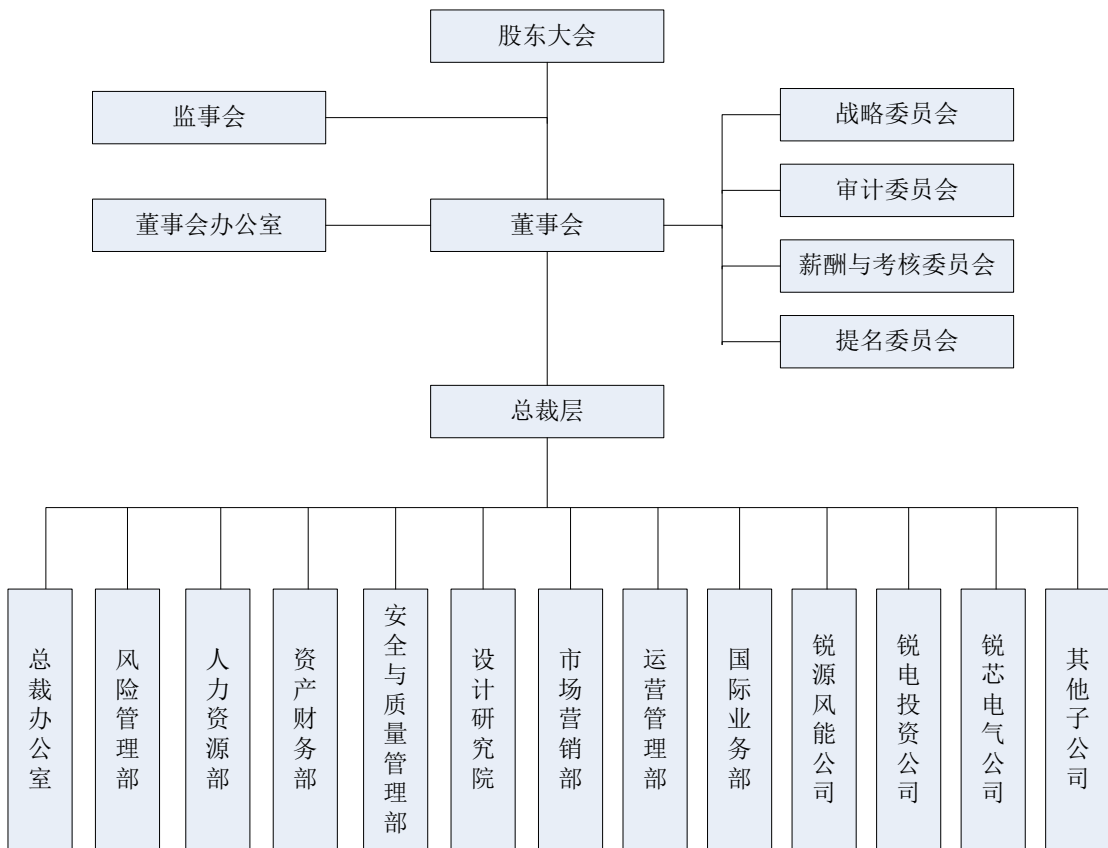 股东大会
监事会
战略委员会
审计委员会
董事会办公室
董事会
薪酬与考核委员会
提名委员会
总裁层
总裁办公室
风险管理部
人力资源部
资产财务部
安全与质量管理部
设计研究院
市场营销部
运营管理部
国际业务部
锐源风能公司
锐电投资公司
锐芯电气公司
其他子公司